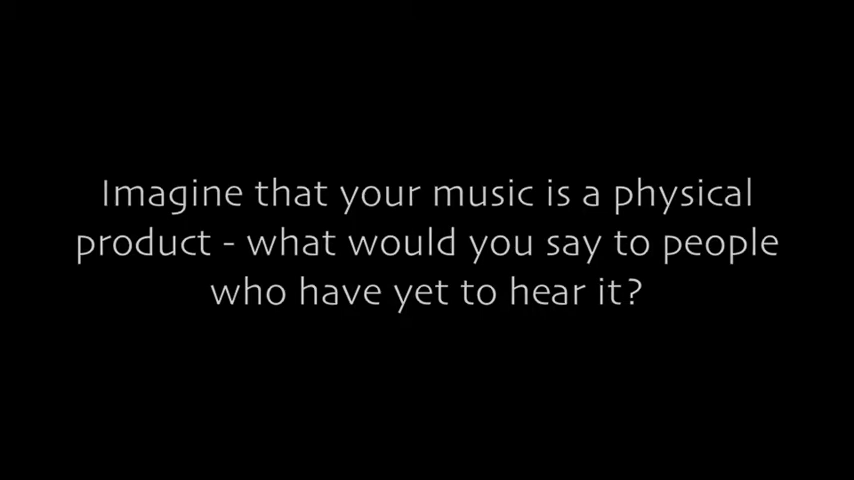 Imagine that your music is a physical
product - what would you say to people
who have yet to hear it?